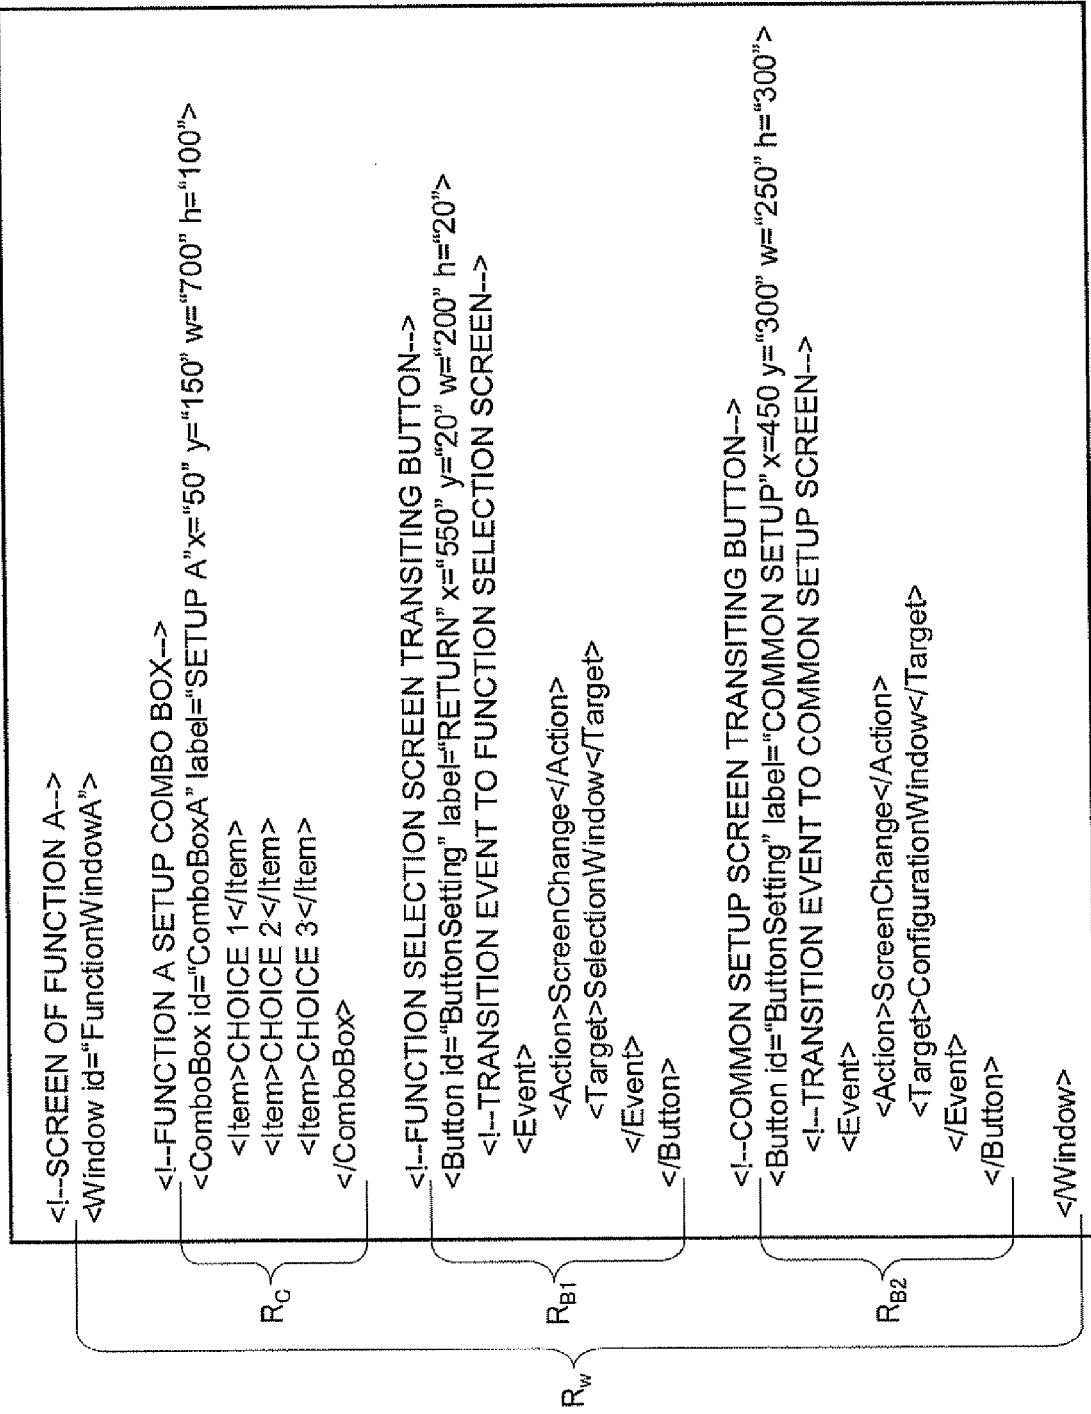 <!--SCREEN OF FUNCTION A-->
<Window id=“FunctionWindowA”>
<!--FUNCTION A SETUP COMBO BOX-->
<ComboBox id=“ComboBoxA” label=“SETUP A”x=“50” y=“150” w=“700” h=“100”>
<Item>CHOICE 1</Item>
<Item>CHOICE 2</Item>
<Item>CHOICE 3</Item>
</ComboBox>
<!--FUNCTION SELECTION SCREEN TRANSITING BUTTON-->
<Button id=“ButtonSetting” label=“RETURN”x=“550” y=“20” w=“200” h=“20”>
<!--TRANSITION EVENT TO FUNCTION SELECTION SCREEN-->
<Event>
<Action>ScreenChange</Action>
<Target>SelectionWindow</Target>
</Event>
</Button>
<!--COMMON SETUP SCREEN TRANSITING BUTTON-->
<Button id=“ButtonSetting” label=“COMMON SETUP”x=450 y=“300” w=“250” h=“300”>
<!--TRANSITION EVENT TO COMMON SETUP SCREEN-->
<Event>
<Action>ScreenChange</Action>
<Target>ConfigurationWindow</Target>
</Event>
</Button>
</Window>
RC
RB1
RB2
Rw